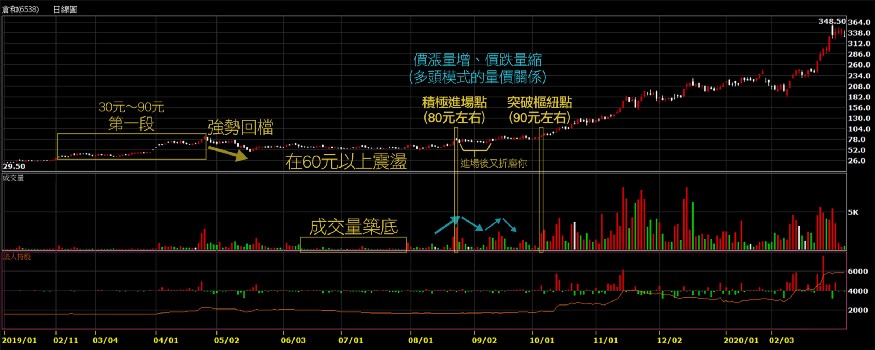 倉和(6538) 日線圖
348.50
364.0
338.0
312.0
286.0
260.0
234.0
208.0
182.0
156.0
130.0
104.0
78.0
52.0
26.0
價漲量增、價跌量縮
(多頭模式的量價關係)
積極進場點
(80元左右)
突破樞紐點
(90元左右)
30元～90元
第一段
強勢回檔
在60元以上震盪
進場後又折磨你
29.50
成交量
5K
成交量築底
法人持股
6000
4000
2000
2019/01 02/11 03/04 04/01 05/02 06/03 07/01 08/01 09/02 10/01 11/01 12/02 2020/01 02/03